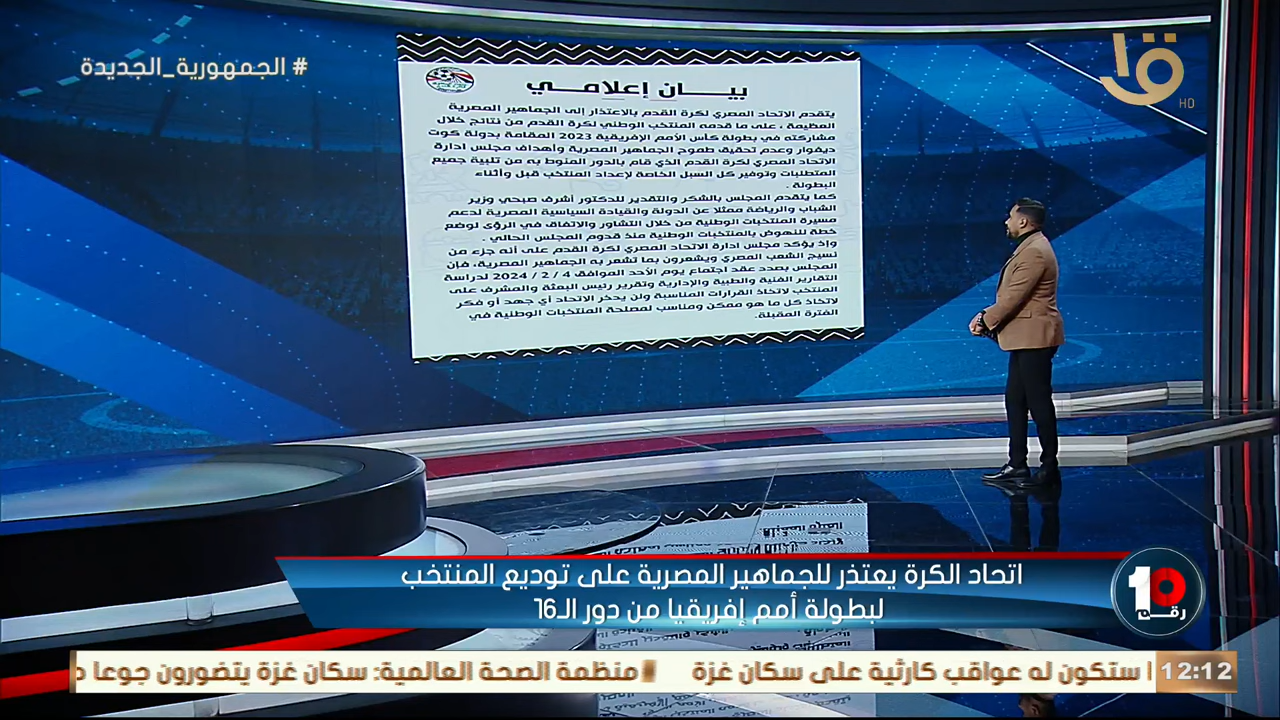 # الجمهورية_الجديدة
HD
بيـــان إعلامـــي
يتقدم الاتحاد المصري لكرة القدم بالاعتذار إلى الجماهير المصرية
العظيمة ، على ما قدمه المنتخب الوطني لكرة القدم من نتائج خلال
مشاركته في بطولة كأس الأمم الافريقية 2023 المقامة بدولة كوت
ديفوار وعدم تحقيق طموح الجماهير المصرية وأهداف مجلس ادارة
الاتحاد المصري لكرة القدم الذي قام بالدور المنوط به من تلبية جميع
المتطلبات وتوفير كل السبل الخاصة لإعداد المنتخب قبل وأثناء
البطولة .
كما يتقدم المجلس بالشكر والتقدير للدكتور أشرف صبحي وزير
الشباب والرياضة ممثلا عن الدولة والقيادة السياسية المصرية لدعم
مسيرة المنتخبات الوطنية من خلال التشاور والاتفاق في الرؤى لوضع
خطة للنهوض بالمنتخبات الوطنية منذ قدوم المجلس الحالي .
وإذ يؤكد مجلس ادارة الاتحاد المصري لكرة القدم على أنه جزء من
نسيج الشعب المصري ويشعرون بما تشعر به الجماهير المصرية، فإن
المجلس بصدد عقد اجتماع يوم الأحد الموافق 4 / 2 / 2024 لدراسة
التقارير الفنية والطبية والإدارية وتقرير رئيس البعثة والمشرف على
المنتخب لاتخاذ القرارات المناسبة ولن يدخر الاتحاد أي جهد أو فكر
لاتخاذ كل ما هو ممكن ومناسب لمصلحة المنتخبات الوطنية في
الفترة المقبلة.
اتحاد الكرة يعتذر للجماهير المصرية على توديع المنتخب
لبطولة أمم إفريقيا من دور الـ16
رقـم 10
12:12 ستكون له عواقب كارثية على سكان غزة منظمة الصحة العالمية: سكان غزة يتضورون جوعا